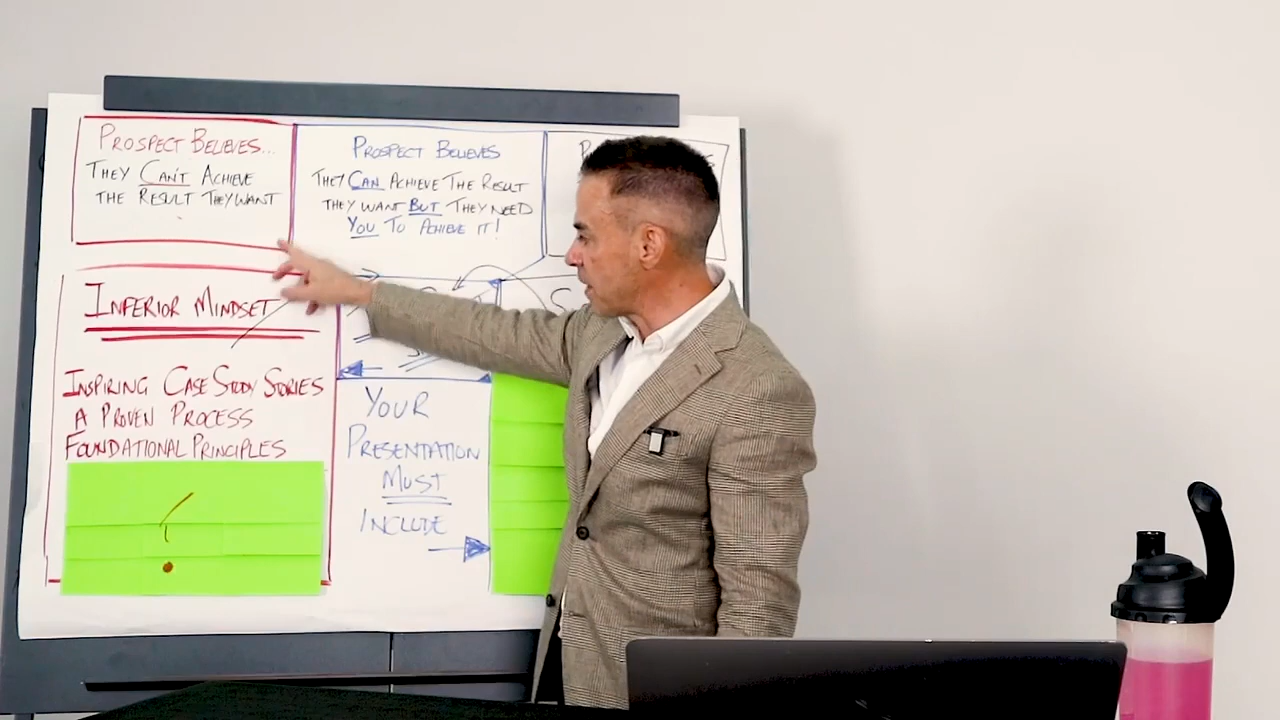 PROSPECT BELIEVES...
THEY CAN'T ACHIEVE
THE RESULT THEY WANT
PROSPECT BELIEVES
THEY CAN ACHIEVE THE RESULT
THEY WANT BUT THEY NEED
YOU TO ACHIEVE IT!
INFERIOR MINDSET
INSPIRING CASE STUDY STORIES
A PROVEN PROCESS
FOUNDATIONAL PRINCIPLES
YOUR
PRESENTATION
MUST
INCLUDE